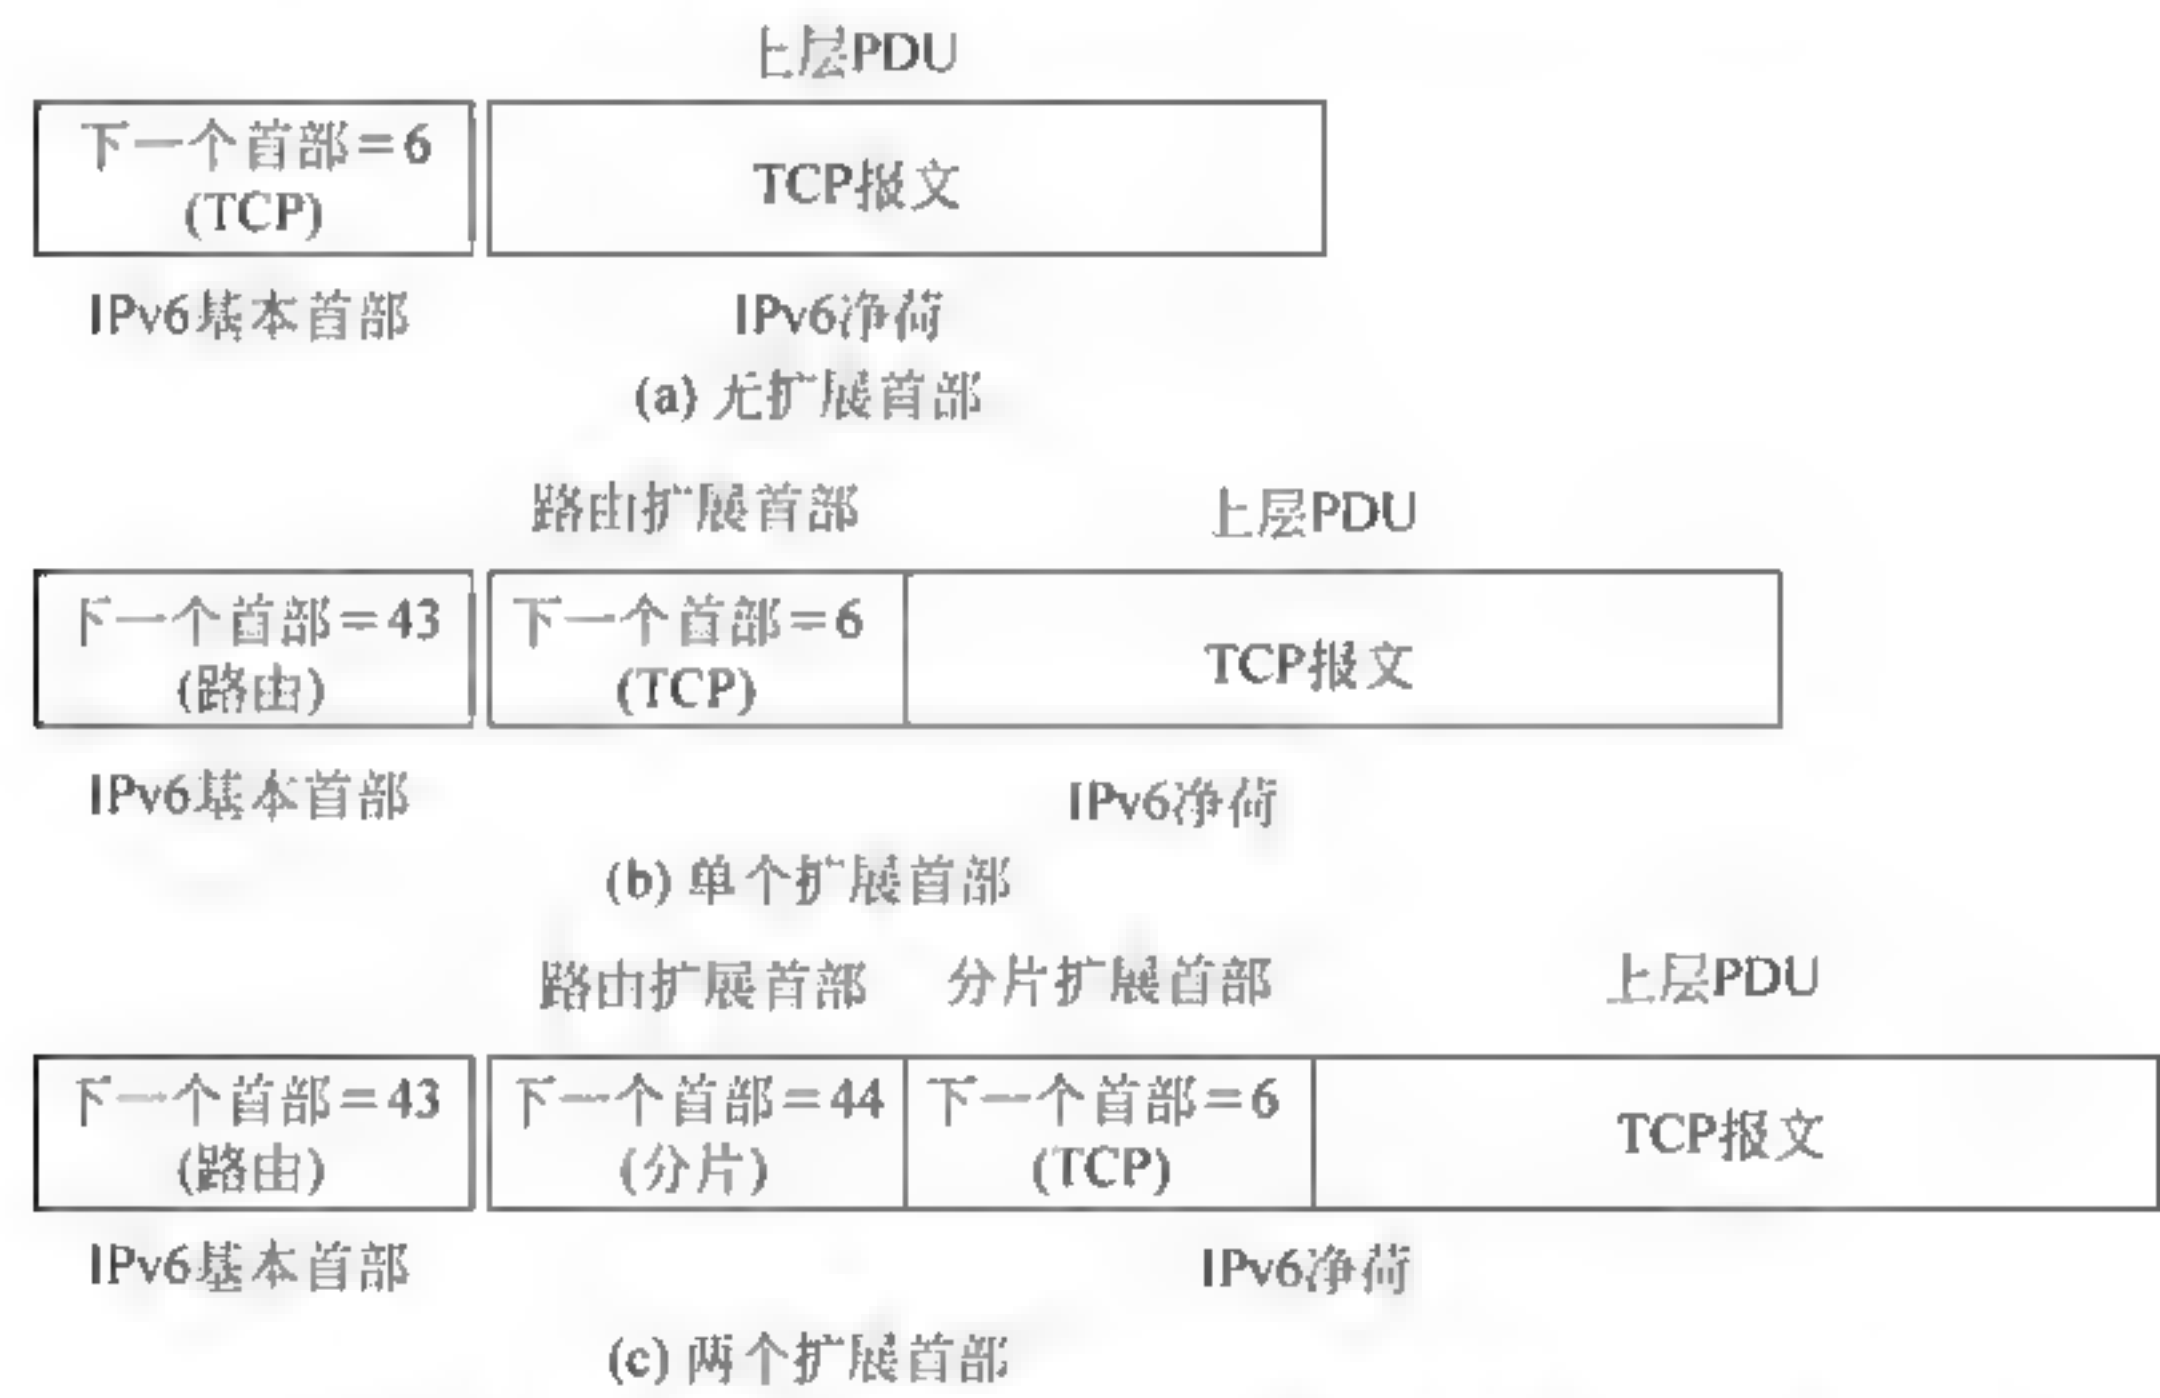 上层PDU
下一个首部=6
(TCP)
TCP报文
IPv6基本首部
IPv6净荷
(a) 无扩展首部
路由扩展首部
上层PDU
下一个首部=43
(路由)
下一个首部=6
(TCP)
TCP报文
IPv6基本首部
IPv6净荷
(b) 单个扩展首部
路由扩展首部
分片扩展首部
上层PDU
下一个首部=43
(路由)
下一个首部=44
(分片)
下一个首部=6
(TCP)
TCP报文
IPv6基本首部
IPv6净荷
(c) 两个扩展首部